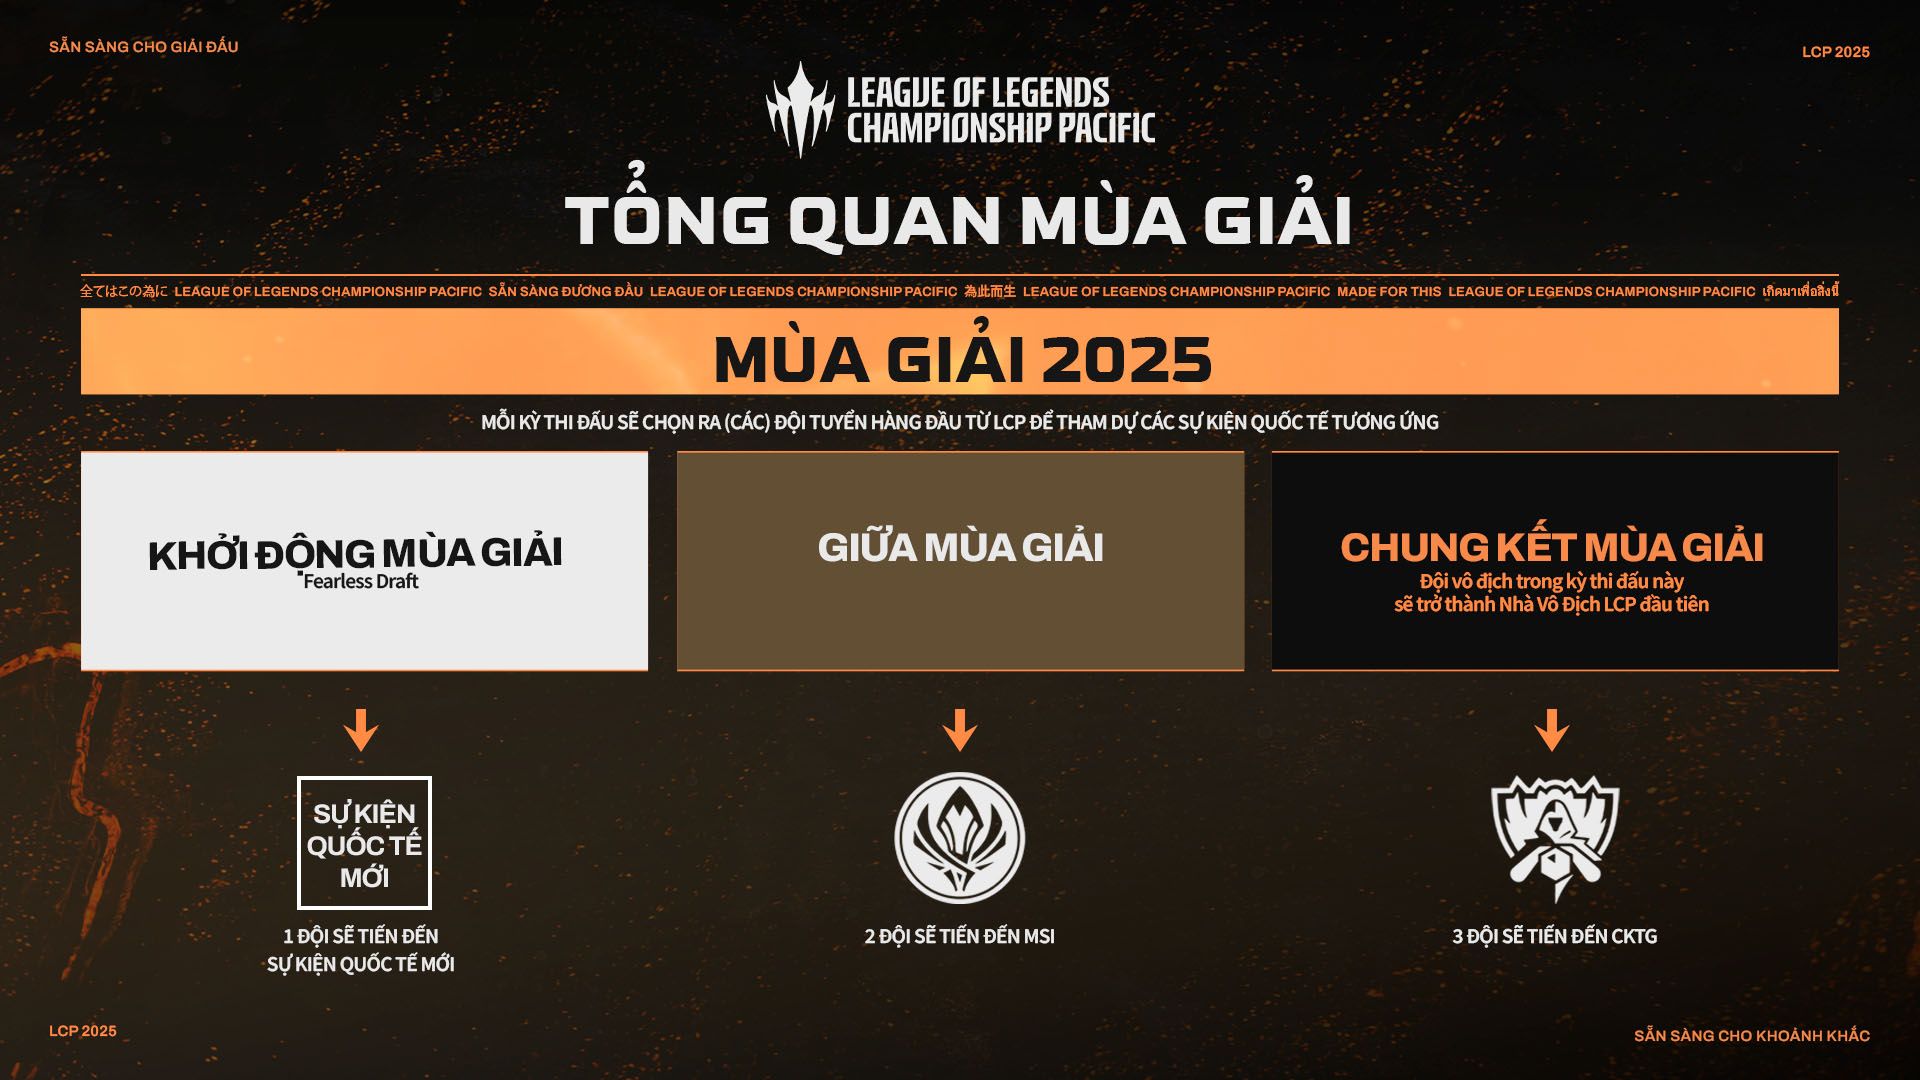 SẴN SÀNG CHO GIẢI ĐẤU
LCP 2025
LEAGUE OF LEGENDS
CHAMPIONSHIP PACIFIC
TỔNG QUAN MÙA GIẢI
全てはこの為に LEAGUE OF LEGENDS CHAMPIONSHIP PACIFIC SẴN SÀNG ĐƯƠNG ĐẦU LEAGUE OF LEGENDS CHAMPIONSHIP PACIFIC 為此而生 LEAGUE OF LEGENDS CHAMPIONSHIP PACIFIC MADE FOR THIS LEAGUE OF LEGENDS CHAMPIONSHIP PACIFIC เกิดมาเพื่อสิ่งนี้
MÙA GIẢI 2025
MỖI KỲ THI ĐẤU SẼ CHỌN RA (CÁC) ĐỘI TUYỂN HÀNG ĐẦU TỪ LCP ĐỂ THAM DỰ CÁC SỰ KIỆN QUỐC TẾ TƯƠNG ỨNG
KHỞI ĐỘNG MÙA GIẢI
Fearless Draft
GIỮA MÙA GIẢI
CHUNG KẾT MÙA GIẢI
Đội vô địch trong kỳ thi đấu này
sẽ trở thành Nhà Vô Địch LCP đầu tiên
SỰ KIỆN
QUỐC TẾ
MỚI
1 ĐỘI SẼ TIẾN ĐẾN
SỰ KIỆN QUỐC TẾ MỚI
2 ĐỘI SẼ TIẾN ĐẾN MSI
3 ĐỘI SẼ TIẾN ĐẾN CKTG
LCP 2025
SẴN SÀNG CHO KHOẢNH KHẮC